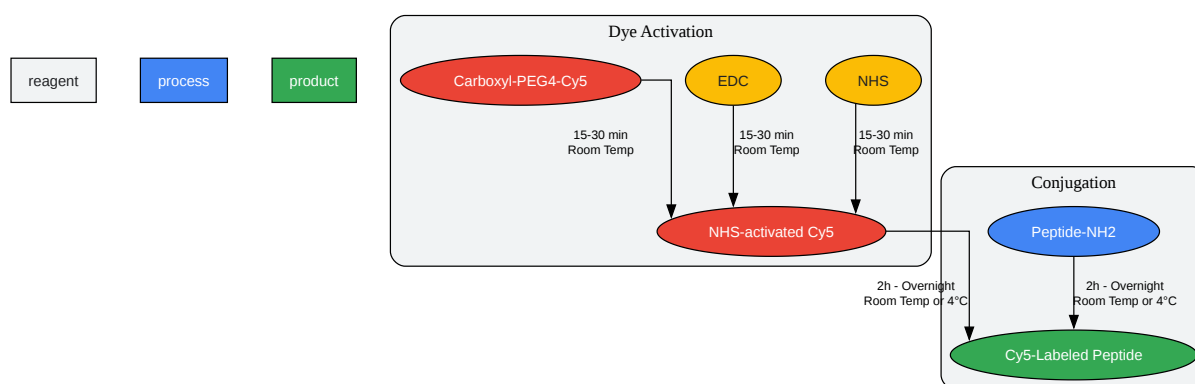 Dye Activation
reagent
process
product
Carboxyl-PEG4-Cy5
EDC
NHS
15-30 min
Room Temp
15-30 min
Room Temp
15-30 min
Room Temp
Conjugation
NHS-activated Cy5
Peptide-NH2
2h - Overnight
Room Temp or 4°C
2h - Overnight
Room Temp or 4°C
Cy5-Labeled Peptide